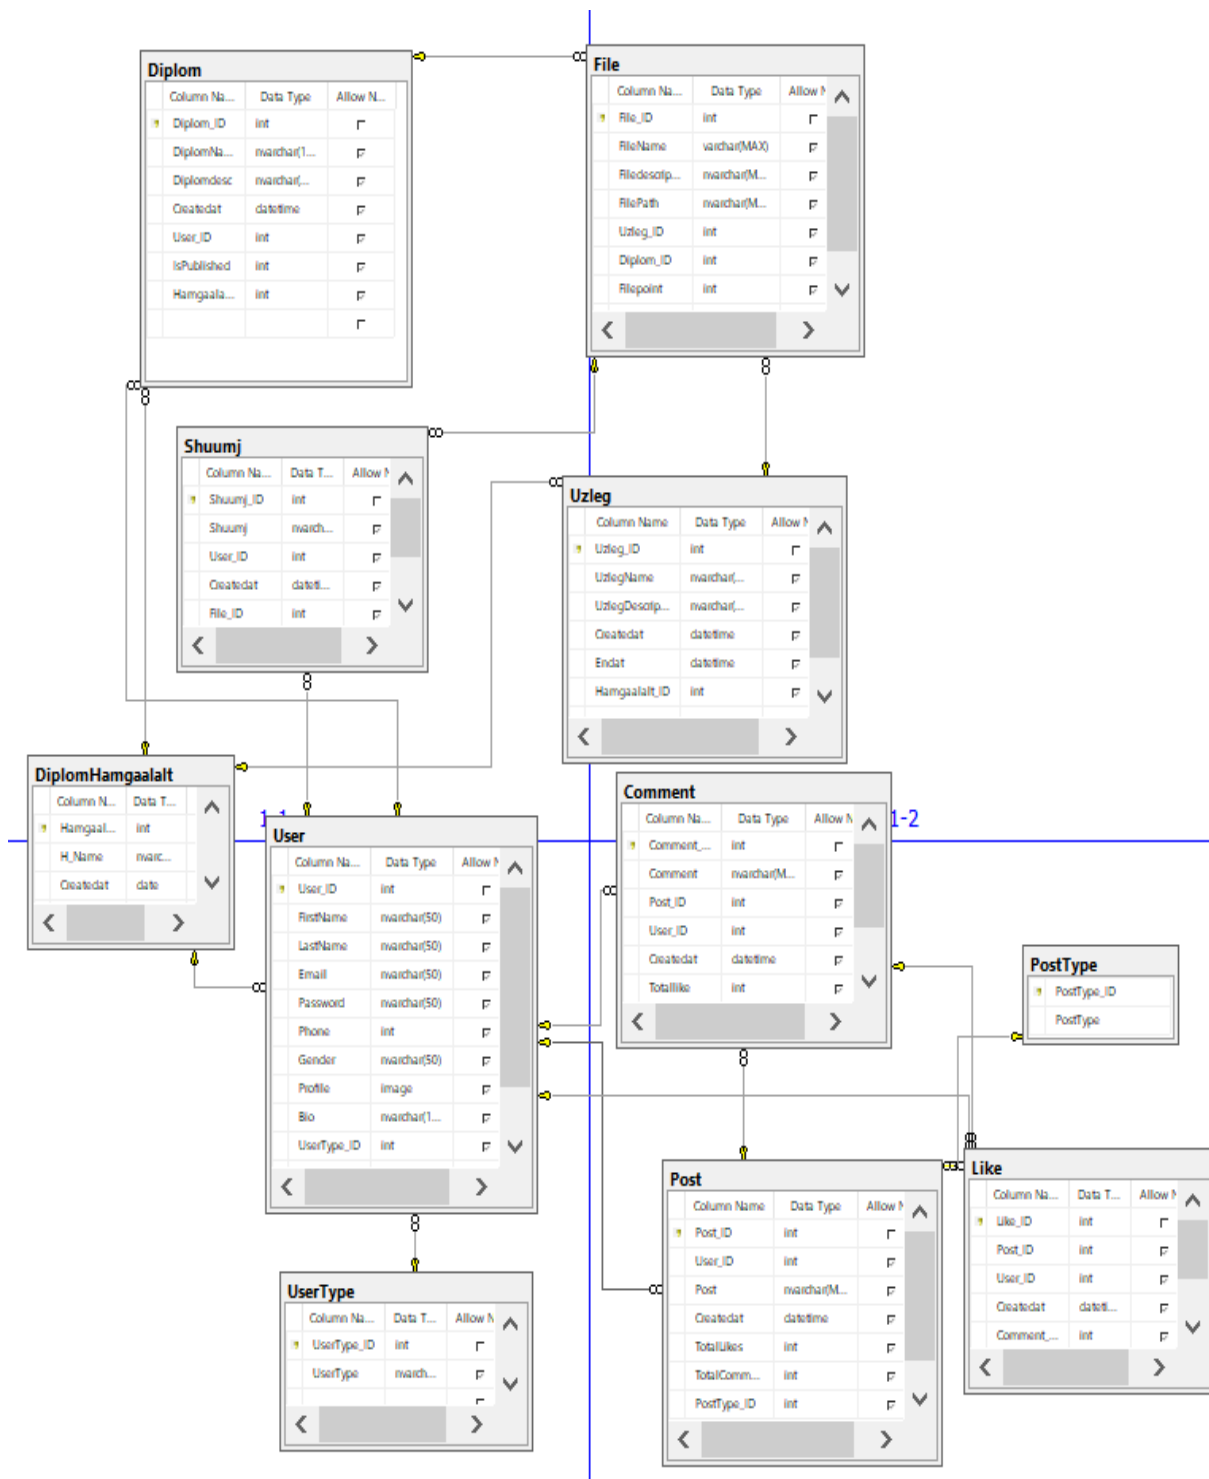 Diplom
Column Na... Data Type Allow N...
Diplom_ID int
DiplomNa... nvarchar(1...
Diplomdesc nvarchar(...
Createdat datetime
User_ID int
IsPublished int
Hamgaala... int
File
Column Na... Data Type Allow N
File_ID int
FileName varchar(MAX)
Filedescrip... nvarchar(M...
FilePath nvarchar(M...
Uzleg_ID int
Diplom_ID int
Filepoint int
Shuumj
Column Na... Data T... Allow N
Shuumj_ID int
Shuumj nvarch...
User_ID int
Createdat dateti...
File_ID int
Uzleg
Column Name Data Type Allow N
Uzleg_ID int
UzlegName nvarchar(...
UzlegDescrip... nvarchar(...
Createdat datetime
Endat datetime
Hamgaalalt_ID int
DiplomHamgaalalt
Column N... Data T...
Hamgaal... int
H_Name nvarc...
Createdat date
User
Column Na... Data Type Allow N
User_ID int
FirstName nvarchar(50)
LastName nvarchar(50)
Email nvarchar(50)
Password nvarchar(50)
Phone int
Gender nvarchar(50)
Profile image
Bio nvarchar(1...
UserType_ID int
Comment
Column Na... Data Type Allow N
Comment_... int
Comment nvarchar(M...
Post_ID int
User_ID int
Createdat datetime
Totallike int
1-2
PostType
PostType_ID
PostType
UserType
Column Na... Data T... Allow N
UserType_ID int
UserType nvarch...
Post
Column Name Data Type Allow N
Post_ID int
User_ID int
Post nvarchar(M...
Createdat datetime
TotalLikes int
TotalComm... int
PostType_ID int
Like
Column Na... Data T... Allow N
Like_ID int
Post_ID int
User_ID int
Createdat dateti...
Comment_... int